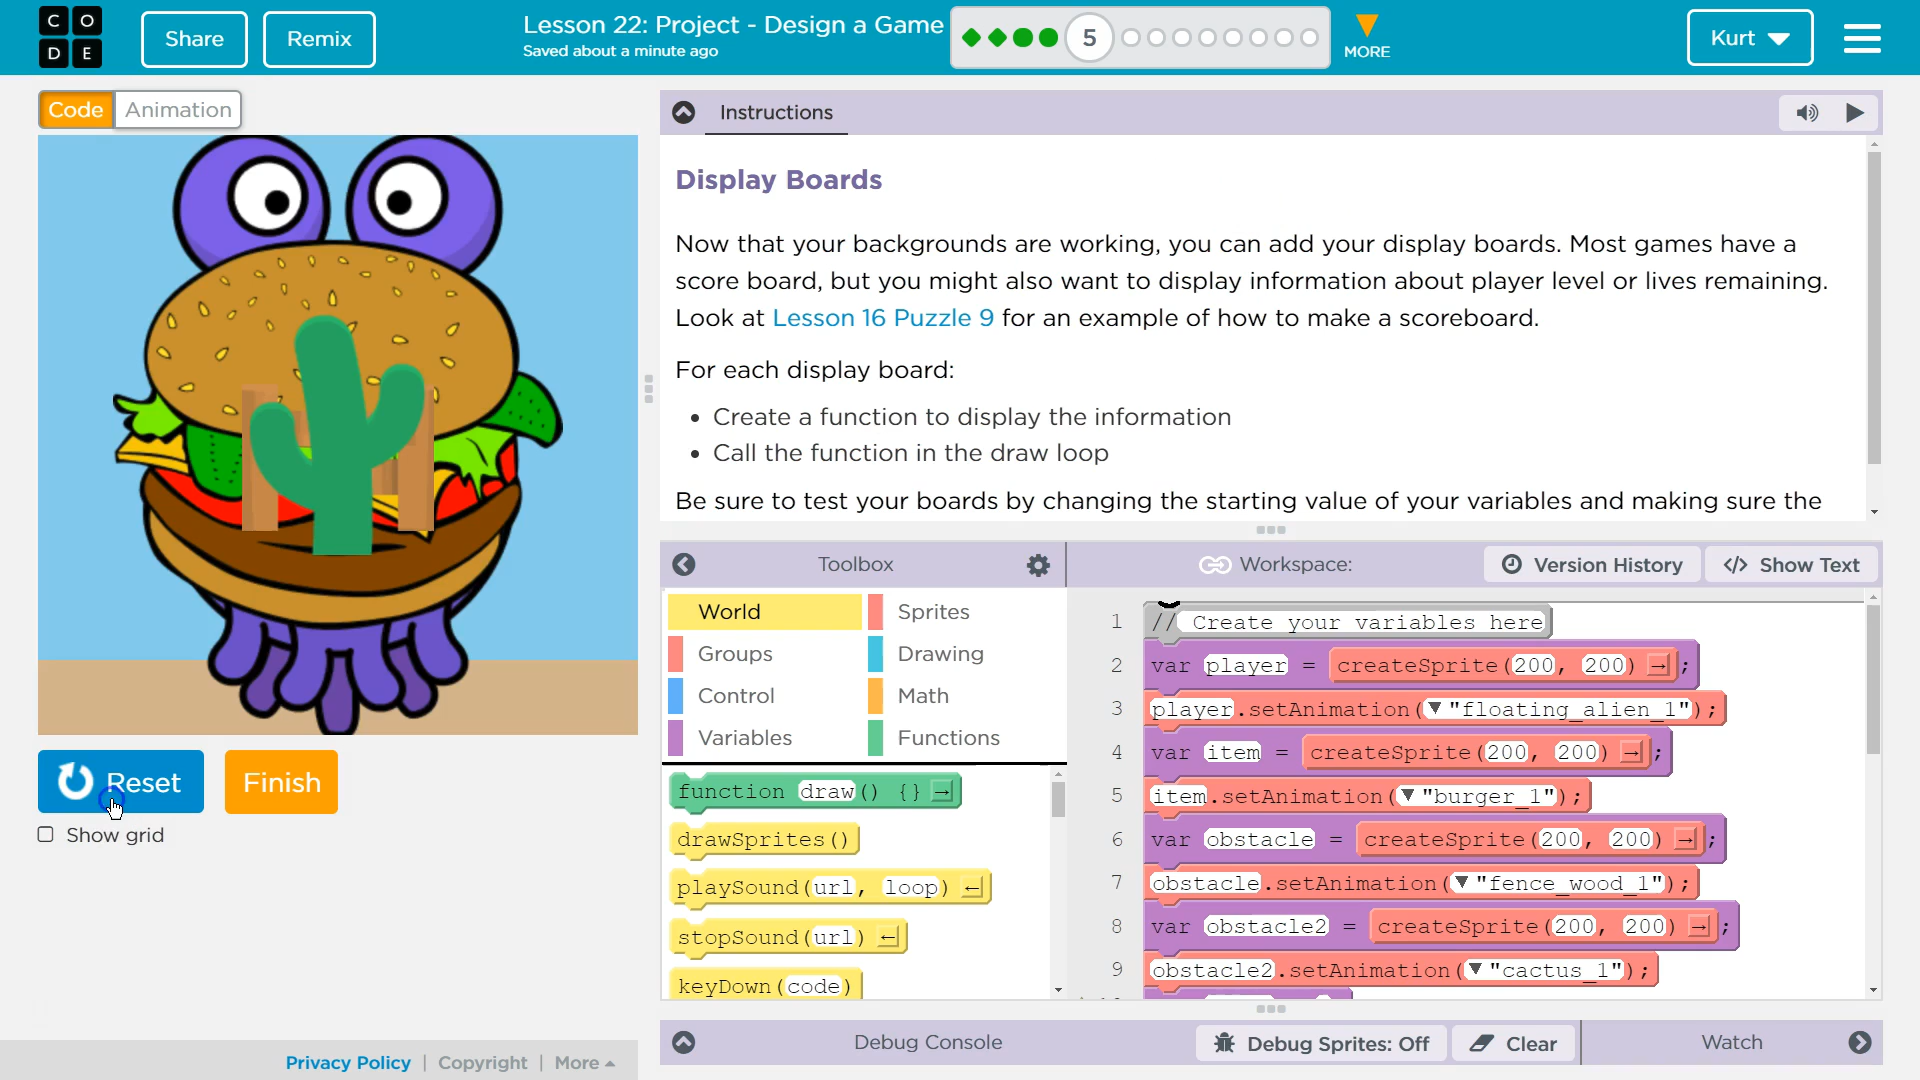 C O
D E
Share
Remix
Lesson 22: Project - Design a Game
Saved about a minute ago
5
MORE
Kurt
Code
Animation
Instructions
Display Boards
Now that your backgrounds are working, you can add your display boards. Most games have a
score board, but you might also want to display information about player level or lives remaining.
Look at Lesson 16 Puzzle 9 for an example of how to make a scoreboard.
For each display board:
• Create a function to display the information
• Call the function in the draw loop
Be sure to test your boards by changing the starting value of your variables and making sure the
Reset
Finish
Show grid
Toolbox
Workspace:
Version History
</> Show Text
World
Sprites
Groups
Drawing
Control
Math
Variables
Functions
function draw() {} →
drawSprites()
playSound(url, loop) ←
stopSound(url) ←
keyDown(code)
1 // Create your variables here
2 var player = createSprite(200, 200) → ;
3 player.setAnimation(▼ "floating_alien_1");
4 var item = createSprite(200, 200) → ;
5 item.setAnimation(▼ "burger_1");
6 var obstacle = createSprite(200, 200) → ;
7 obstacle.setAnimation(▼ "fence_wood_1");
8 var obstacle2 = createSprite(200, 200) → ;
9 obstacle2.setAnimation(▼ "cactus_1");
Debug Console
Debug Sprites: Off
Clear
Watch
Privacy Policy | Copyright | More